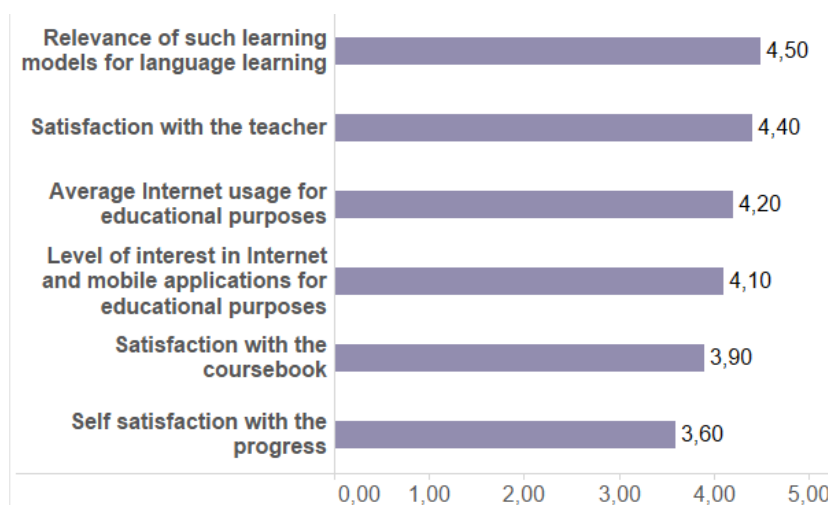 Relevance of such learning
models for language learning
4,50
Satisfaction with the teacher
4,40
Average Internet usage for
educational purposes
4,20
Level of interest in Internet
and mobile applications for
educational purposes
4,10
Satisfaction with the
coursebook
3,90
Self satisfaction with the
progress
3,60
0,00 1,00 2,00 3,00 4,00 5,00